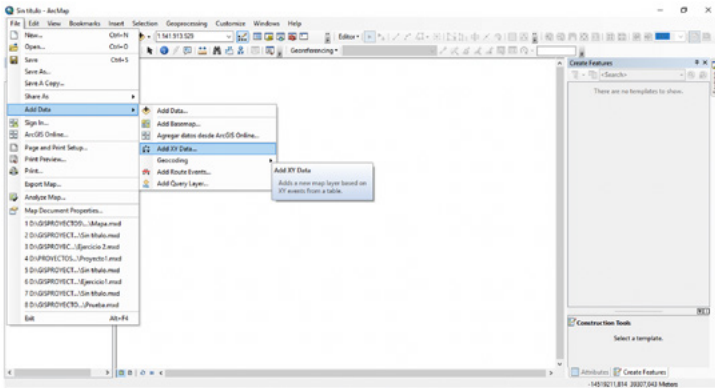 Sin título - ArcMap
File Edit View Bookmarks Insert Selection Geoprocessing Customize Windows Help
New... Ctrl+N
Open... Ctrl+O
Save Ctrl+S
Save As...
Save A Copy...
Share As
Add Data
Sign In...
ArcGIS Online...
Page and Print Setup...
Print Preview...
Print...
Export Map...
Analyze Map...
Map Document Properties...
1 D:\GISPROYECTOS\...\Mapa.mxd
2 D:\GISPROYECT...\Sin título.mxd
3 D:\GISPROYEC...\Ejercicio 2.mxd
4 D:\PROYECTOS...\Proyecto1.mxd
5 D:\GISPROYECT...\Sin título.mxd
6 D:\GISPROYECT...\Ejercicio1.mxd
7 D:\GISPROYECT...\Sin título.mxd
8 D:\GISPROYECTO...\Prueba.mxd
Exit Alt+F4
1:541.913.529
Editor
Georeferencing
Add Data...
Add Basemap...
Agregar datos desde ArcGIS Online...
Add XY Data...
Geocoding
Add Route Events...
Add Query Layer...
Add XY Data
Adds a new map layer based on
XY events from a table.
Create Features
<Search>
There are no templates to show.
Construction Tools
Select a template.
Attributes Create Features
-14519211,814 39307,043 Meters